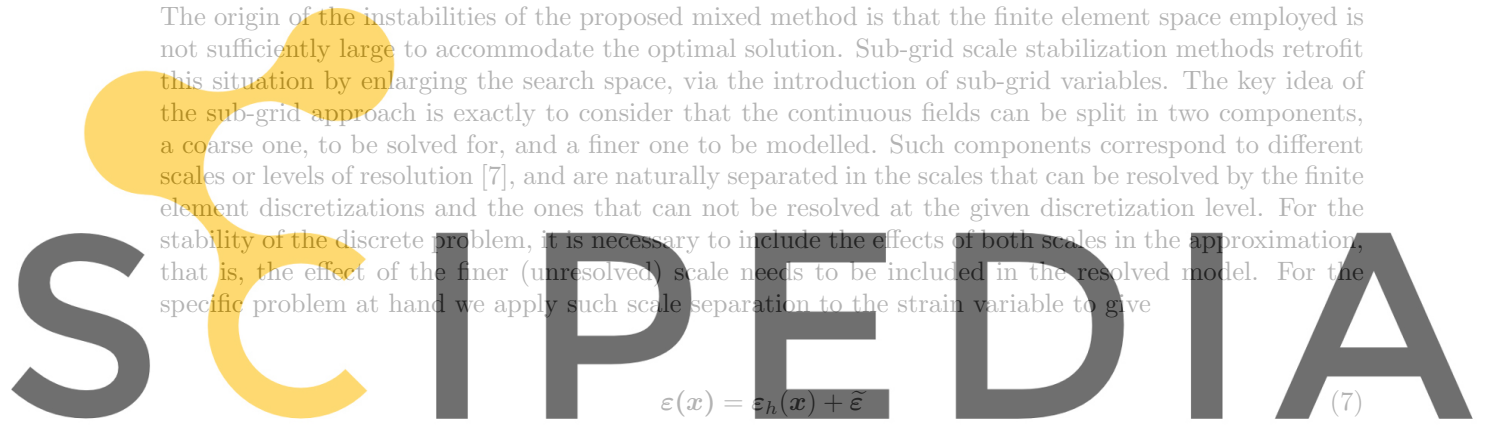 The origin of the instabilities of the proposed mixed method is that the finite element space employed is
not sufficiently large to accommodate the optimal solution. Sub-grid scale stabilization methods retrofit
this situation by enlarging the search space, via the introduction of sub-grid variables. The key idea of
the sub-grid approach is exactly to consider that the continuous fields can be split in two components,
a coarse one, to be solved for, and a finer one to be modelled. Such components correspond to different
scales or levels of resolution [7], and are naturally separated in the scales that can be resolved by the finite
element discretizations and the ones that can not be resolved at the given discretization level. For the
stability of the discrete problem, it is necessary to include the effects of both scales in the approximation,
that is, the effect of the finer (unresolved) scale needs to be included in the resolved model. For the
specific problem at hand we apply such scale separation to the strain variable to give
SCIPEDIA
ε(x) = ε_h(x) + ε̃ (7)